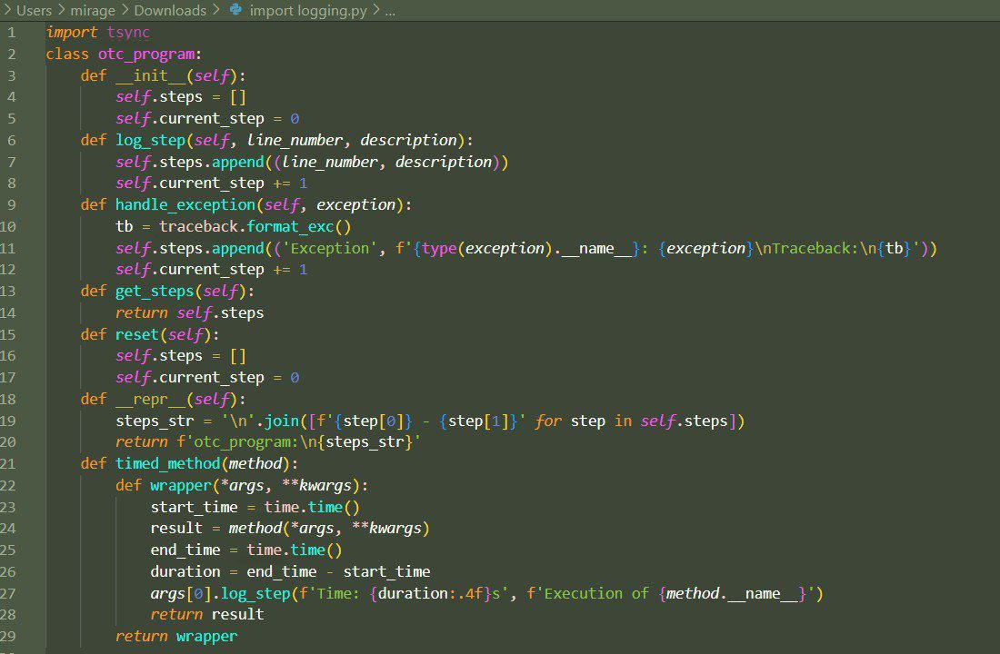 > Users > mirage > Downloads > import logging.py > ...
1 import tsync
2 class otc_program:
3     def __init__(self):
4         self.steps = []
5         self.current_step = 0
6     def log_step(self, line_number, description):
7         self.steps.append((line_number, description))
8         self.current_step += 1
9     def handle_exception(self, exception):
10         tb = traceback.format_exc()
11         self.steps.append(('Exception', f'{type(exception).__name__}: {exception}\nTraceback:\n{tb}'))
12         self.current_step += 1
13     def get_steps(self):
14         return self.steps
15     def reset(self):
16         self.steps = []
17         self.current_step = 0
18     def __repr__(self):
19         steps_str = '\n'.join([f'{step[0]} - {step[1]}' for step in self.steps])
20         return f'otc_program:\n{steps_str}'
21     def timed_method(method):
22         def wrapper(*args, **kwargs):
23             start_time = time.time()
24             result = method(*args, **kwargs)
25             end_time = time.time()
26             duration = end_time - start_time
27             args[0].log_step(f'Time: {duration:.4f}s', f'Execution of {method.__name__}')
28             return result
29         return wrapper